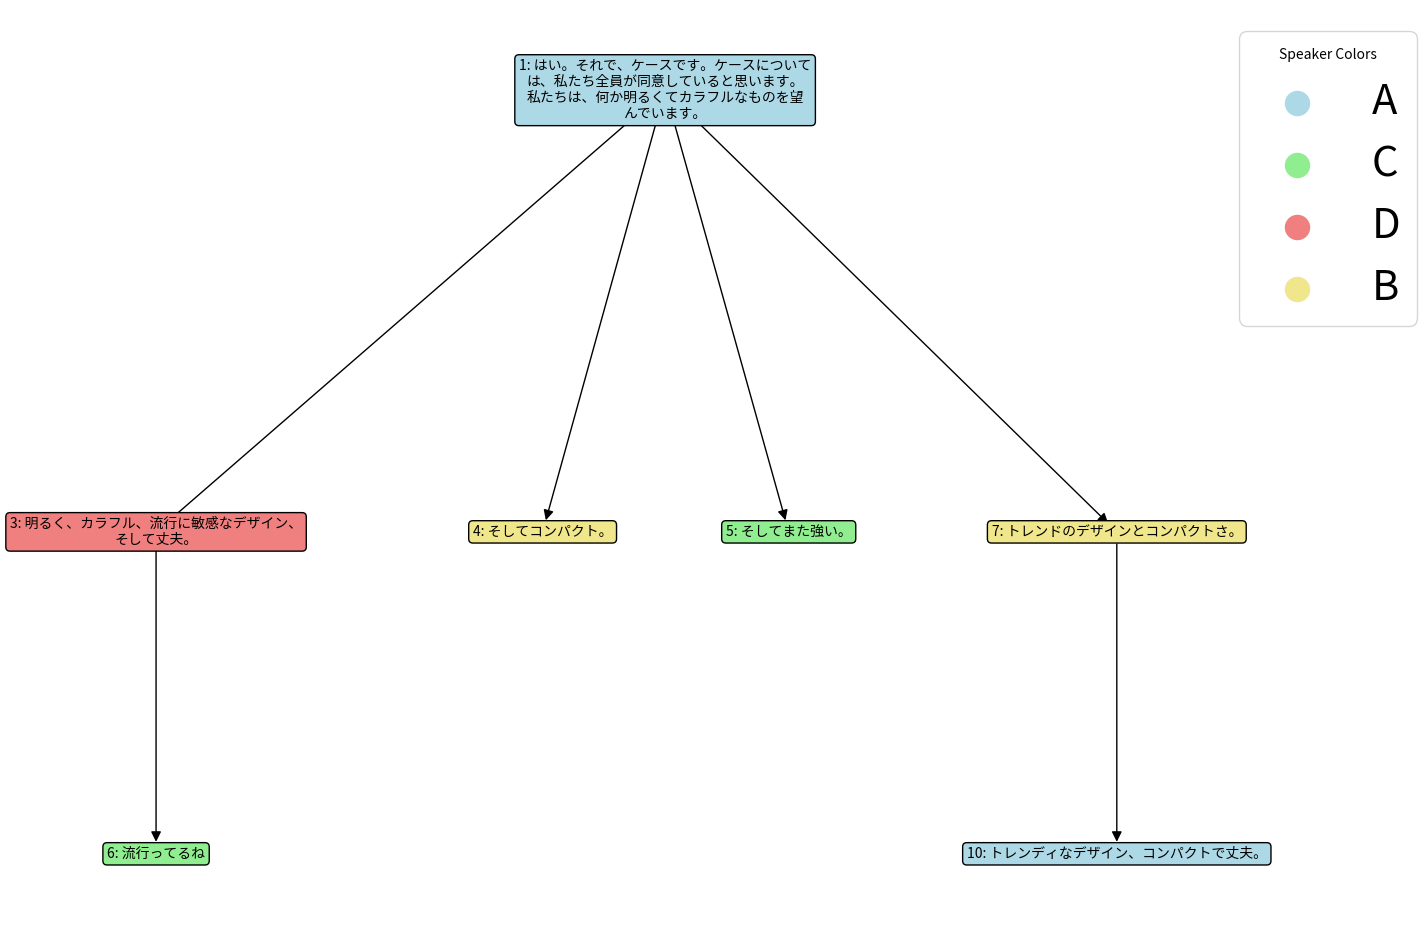 1: はい。それで、ケースです。ケースについて
は、私たち全員が同意していると思います。
私たちは、何か明るくてカラフルなものを望
んでいます。
Speaker Colors
A
C
D
B
3: 明るく、カラフル、流行に敏感なデザイン、
そして丈夫。
4: そしてコンパクト。
5: そしてまた強い。
7: トレンドのデザインとコンパクトさ。
6: 流行ってるね
10: トレンディなデザイン、コンパクトで丈夫。